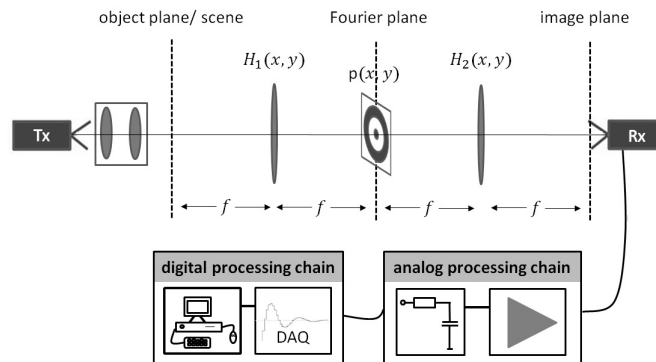 object plane/ scene
Fourier plane
image plane
H₁(x, y)
p(x, y)
H₂(x, y)
Tx
Rx
f
f
f
f
digital processing chain
analog processing chain
DAQ